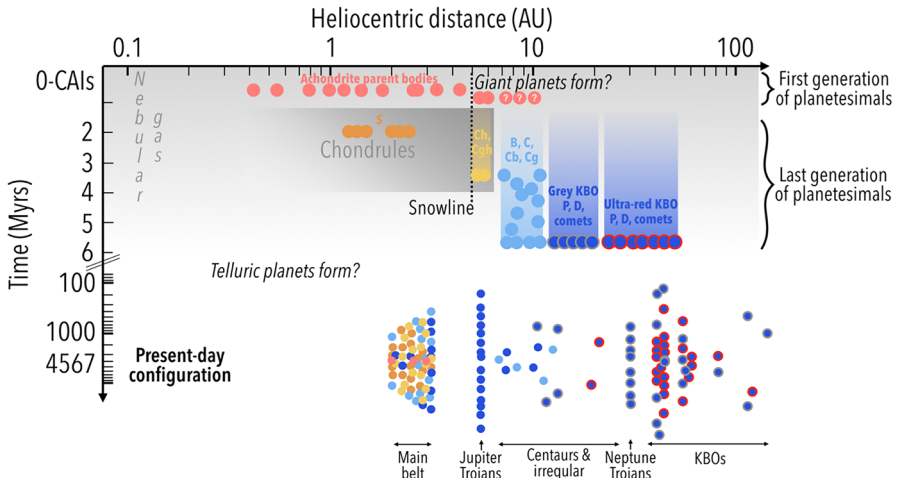 Heliocentric distance (AU)
0.1 1 10 100
0-CAIs
Nebular
gas
Achondrite parent bodies
Giant planets form?
? ? ?
First generation
of planetesimals
2
S
Chondrules
Ch,
Cgh
B, C,
Cb, Cg
3
4
Grey KBO
P, D,
comets
Ultra-red KBO
P, D, comets
Last generation
of planetesimals
Snowline
5
6
Time (Myrs)
Telluric planets form?
100
1000
4567
Present-day
configuration
Main
belt
Jupiter
Trojans
Centaurs &
irregular
Neptune
Trojans
KBOs